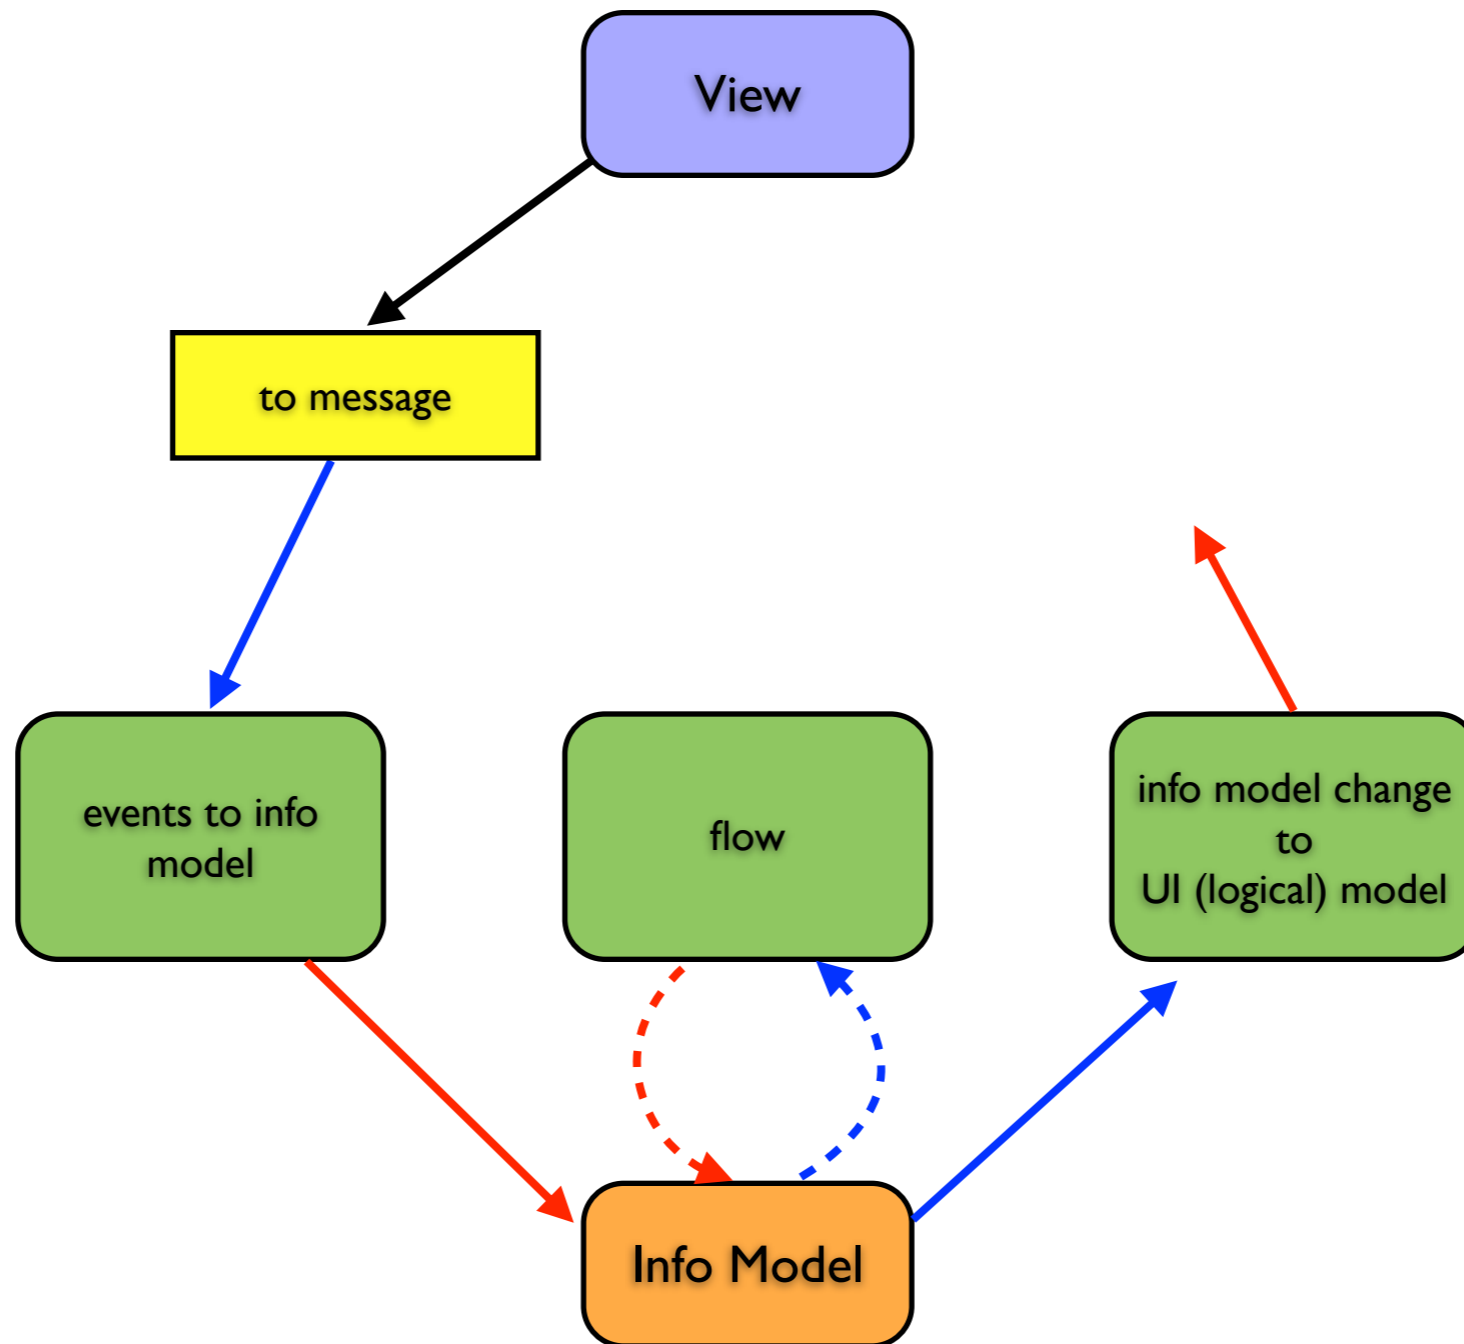 View
to message
events to info
model
flow
info model change
to
UI (logical) model
Info Model